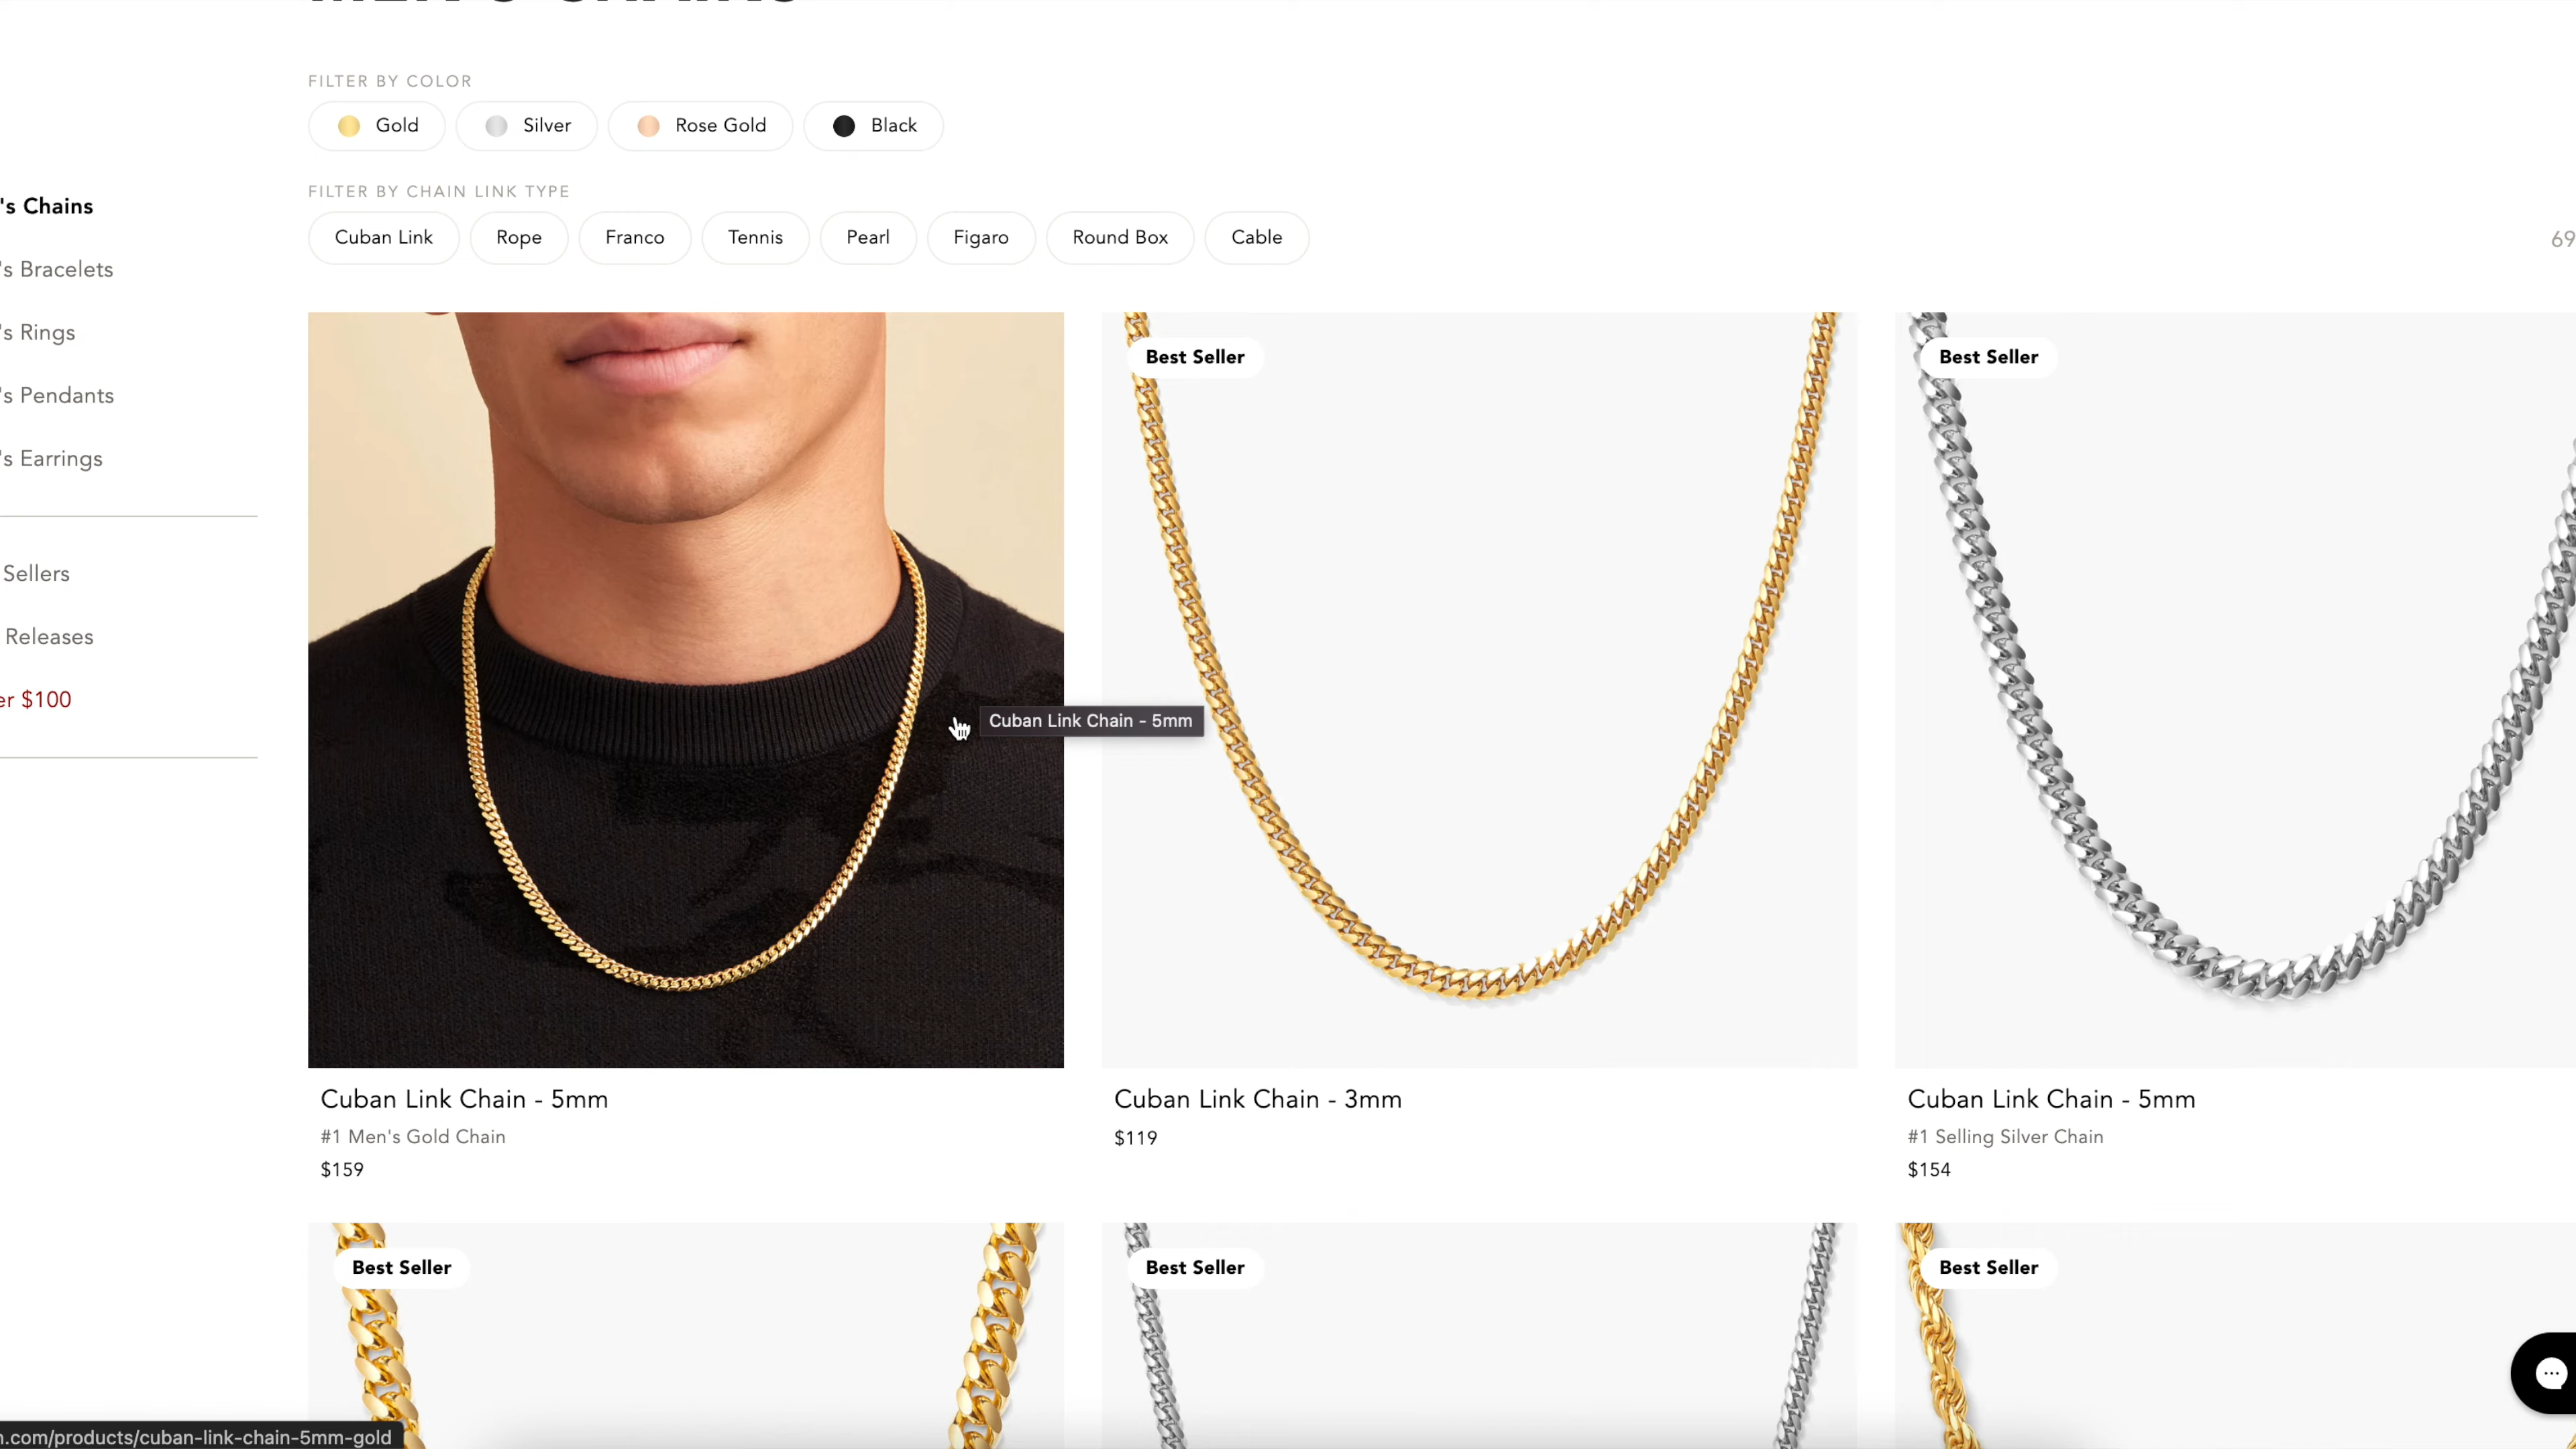 FILTER BY COLOR
Gold
Silver
Rose Gold
Black
FILTER BY CHAIN LINK TYPE
Cuban Link
Rope
Franco
Tennis
Pearl
Figaro
Round Box
Cable
69
's Chains
's Bracelets
's Rings
's Pendants
's Earrings
Sellers
Releases
er $100
Best Seller
Best Seller
Cuban Link Chain - 5mm
Cuban Link Chain - 5mm
#1 Men's Gold Chain
$159
Cuban Link Chain - 3mm
$119
Cuban Link Chain - 5mm
#1 Selling Silver Chain
$154
Best Seller
Best Seller
Best Seller
n.com/products/cuban-link-chain-5mm-gold